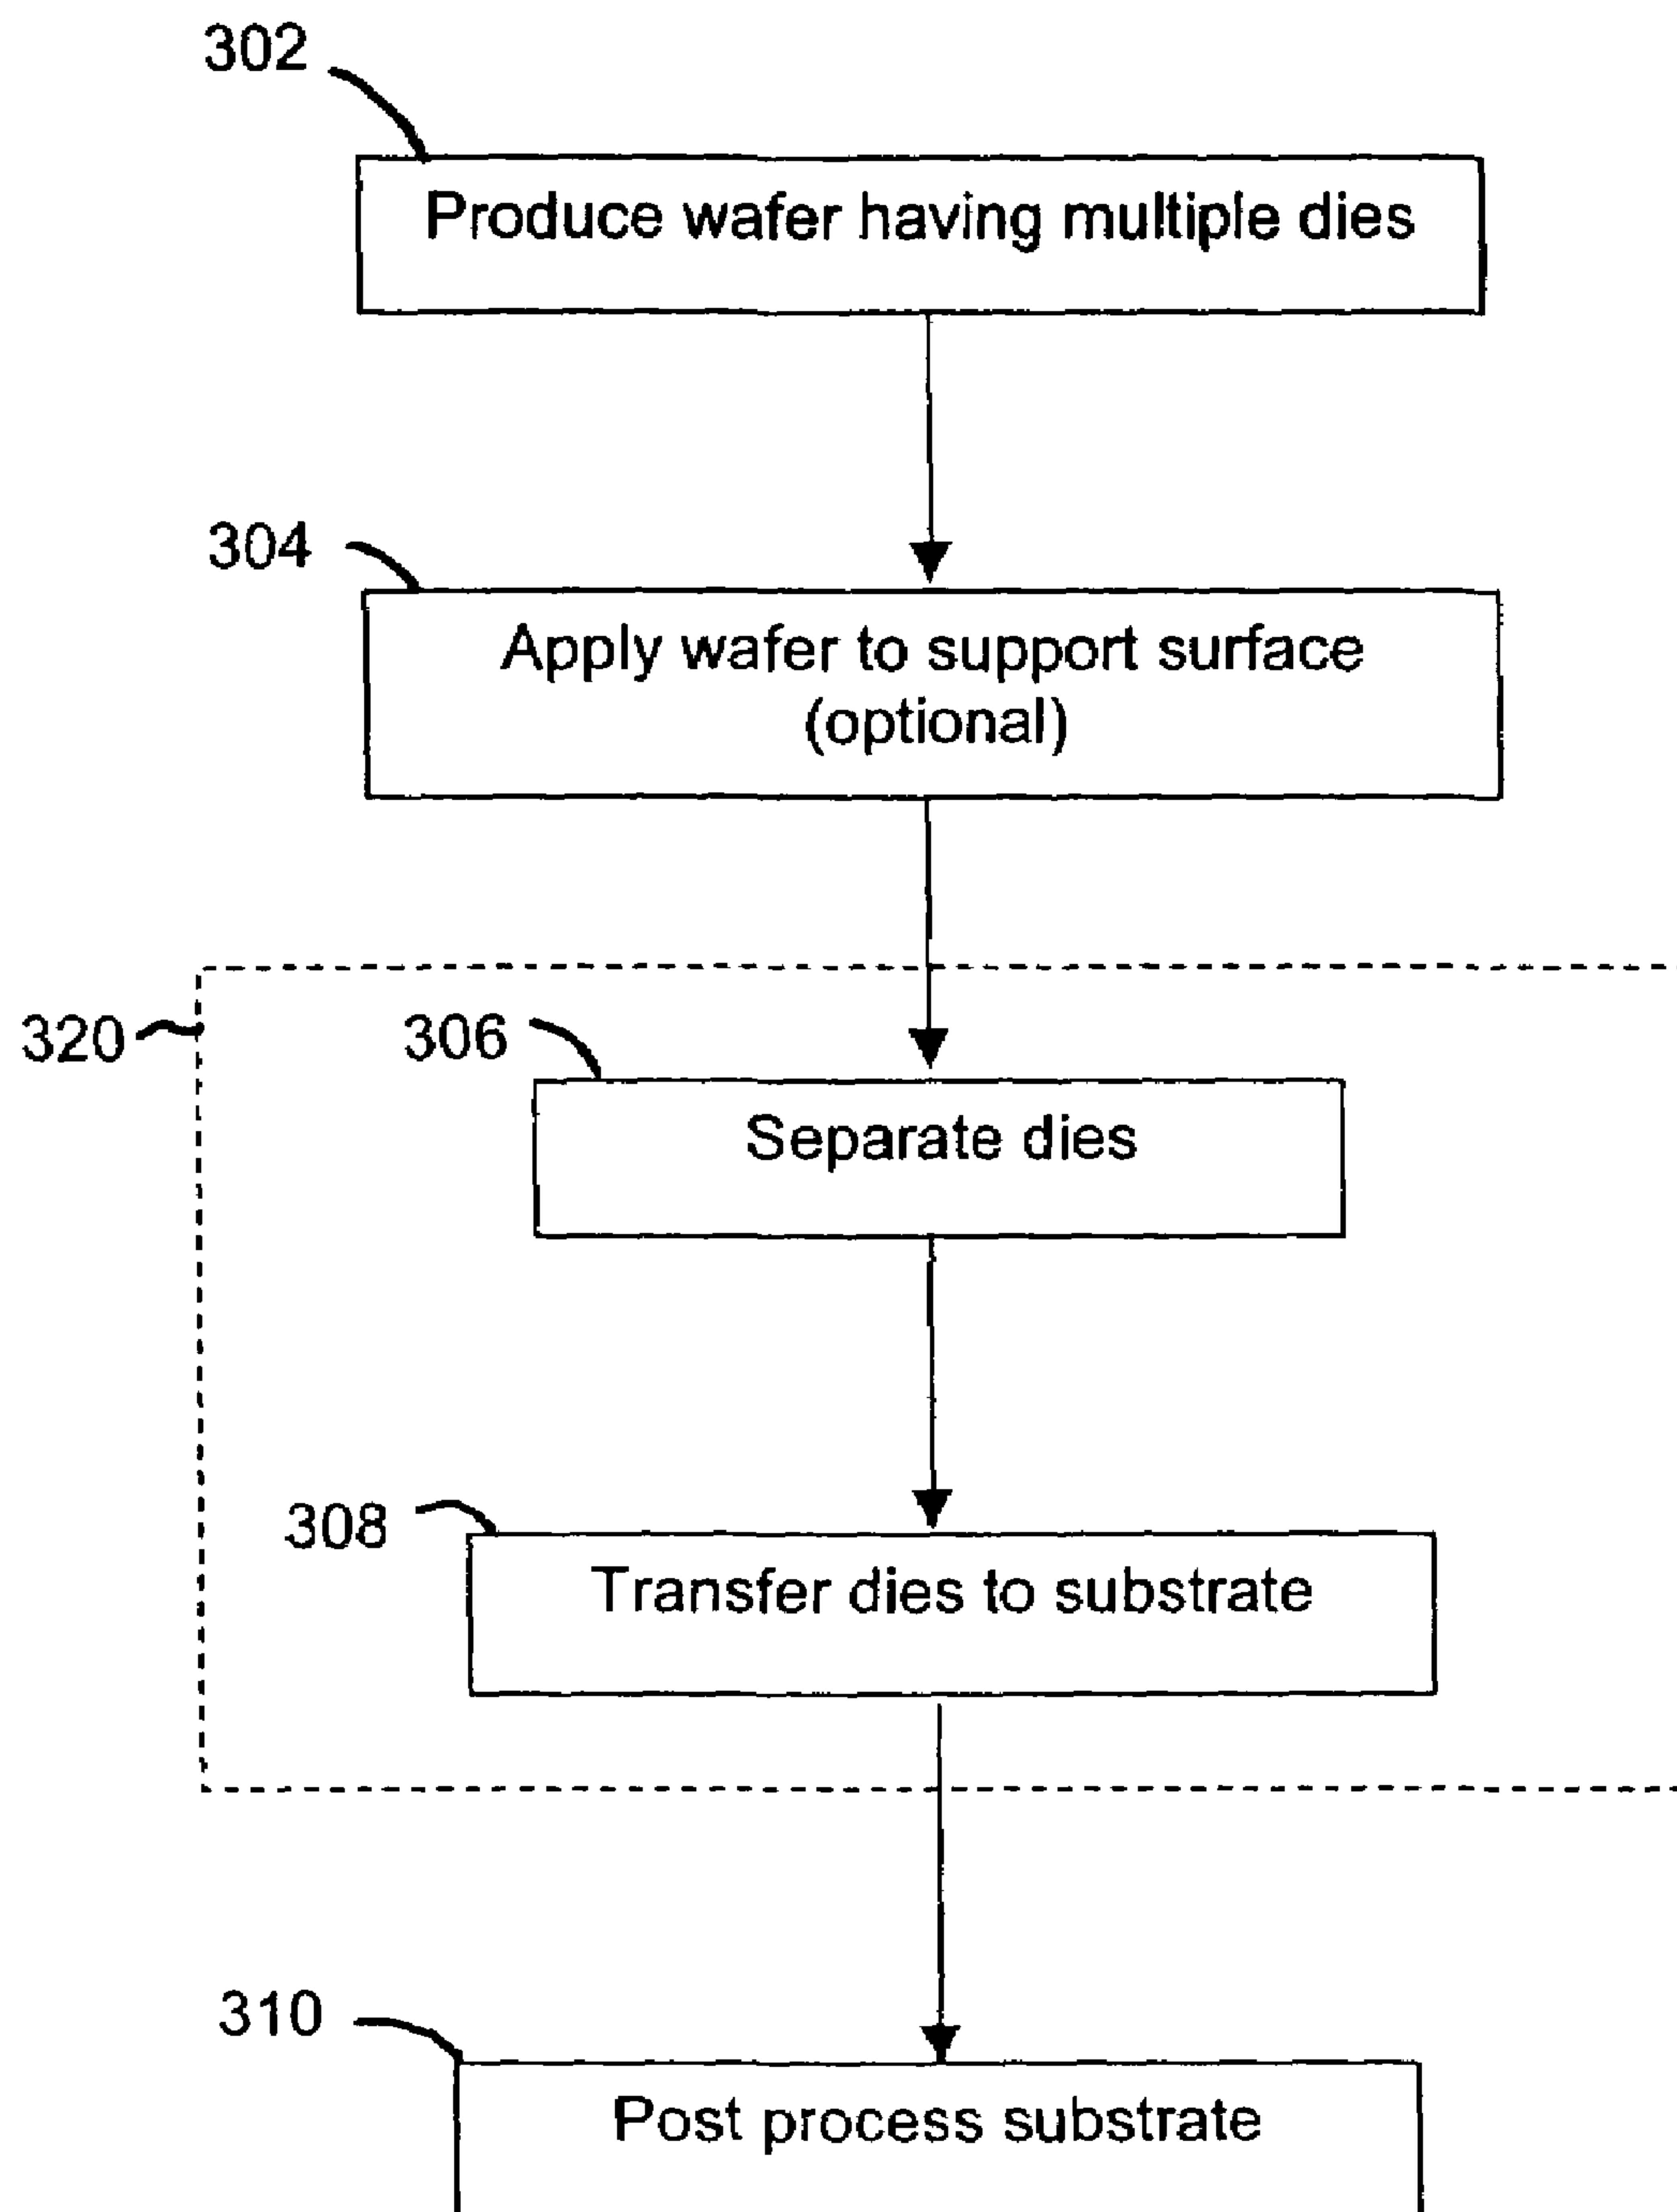 302
Produce wafer having multiple dies
304
Apply wafer to support surface
(optional)
320
306
Separate dies
308
Transfer dies to substrate
310
Post process substrate